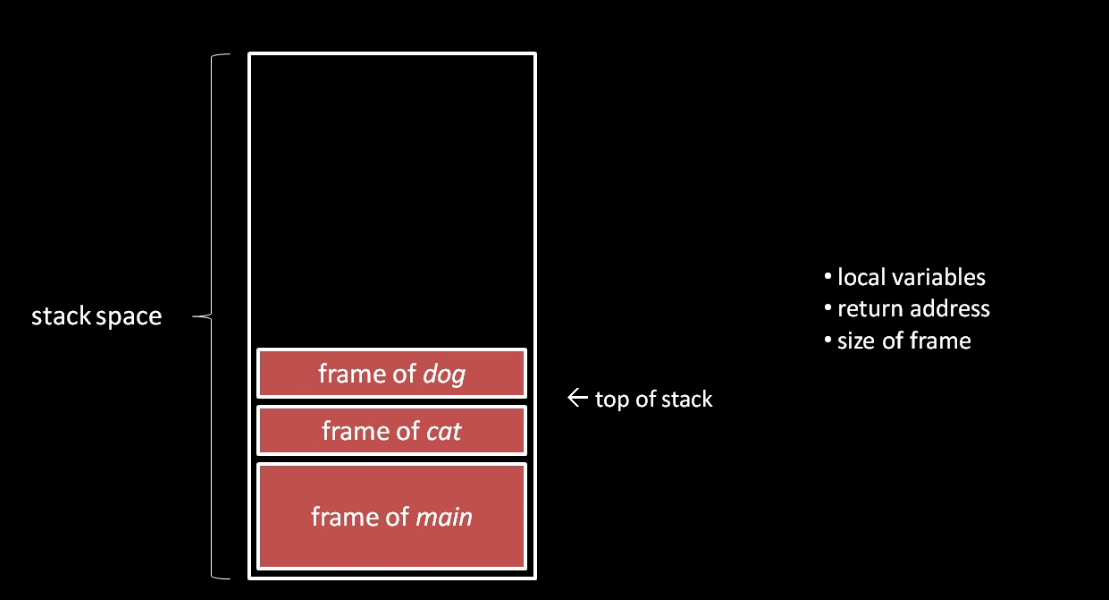 stack space
frame of dog
frame of cat
frame of main
← top of stack
• local variables
• return address
• size of frame